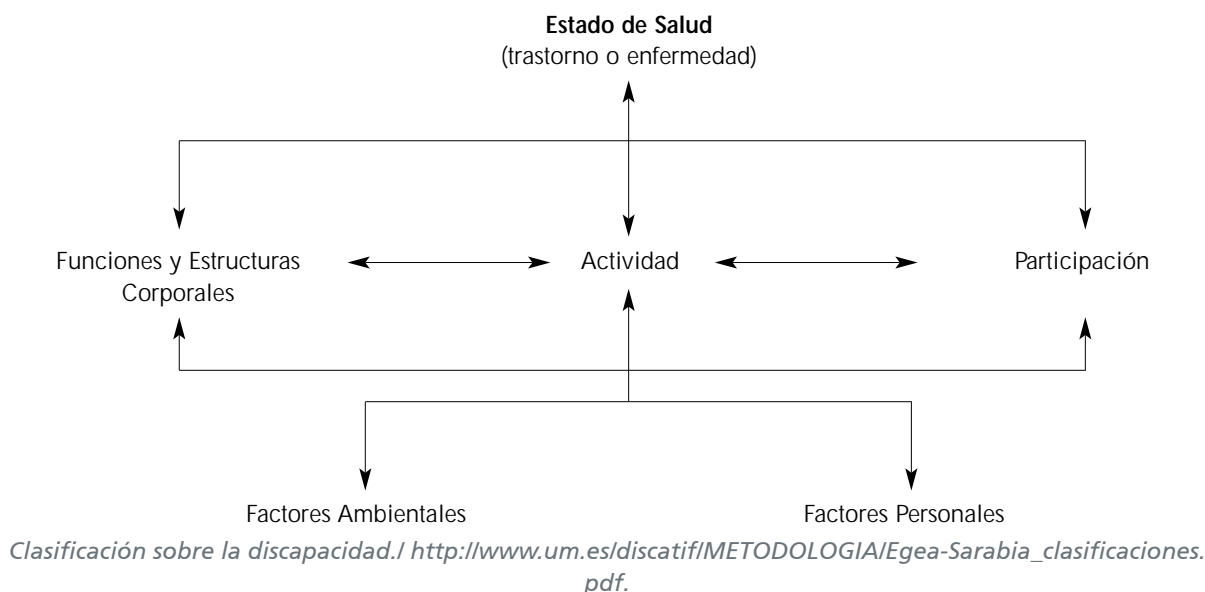 Estado de Salud
(trastorno o enfermedad)
Funciones y Estructuras
Corporales
Actividad
Participación
Factores Ambientales
Factores Personales
Clasificación sobre la discapacidad./ http://www.um.es/discatif/METODOLOGIA/Egea-Sarabia_clasificaciones.
pdf.